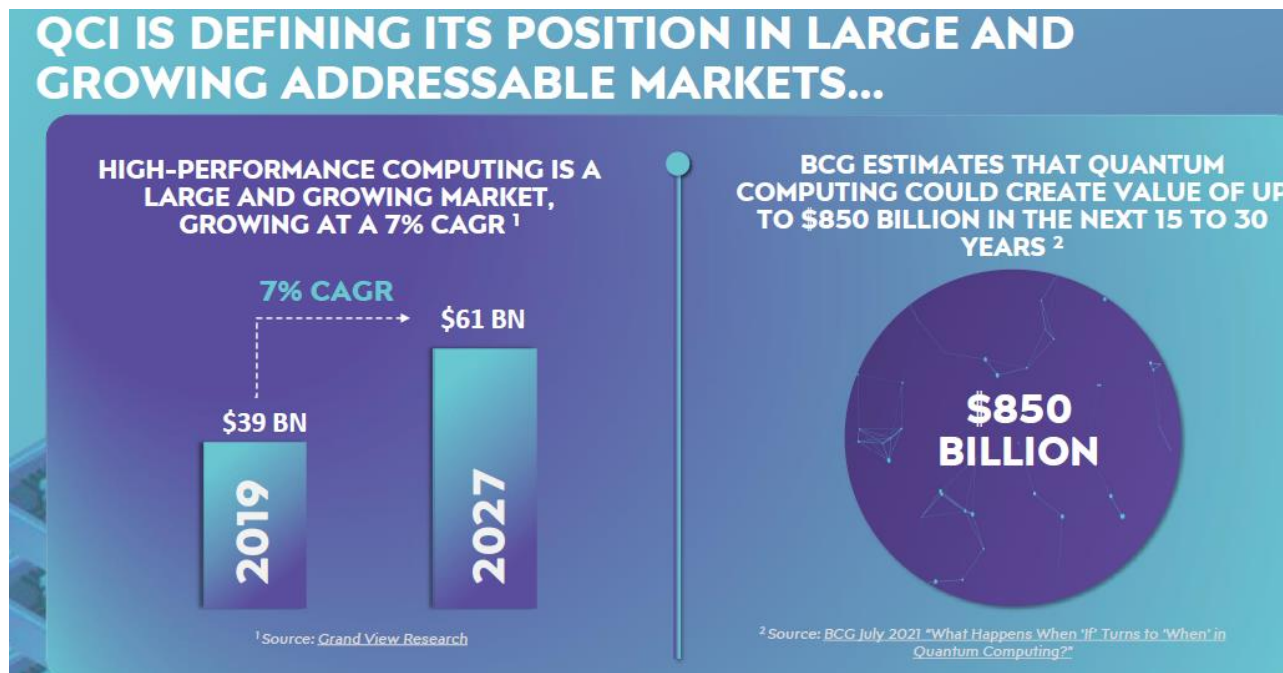 QCI IS DEFINING ITS POSITION IN LARGE AND
GROWING ADDRESSABLE MARKETS...
HIGH-PERFORMANCE COMPUTING IS A
LARGE AND GROWING MARKET,
GROWING AT A 7% CAGR ¹
7% CAGR
$39 BN
$61 BN
2019
2027
¹ Source: Grand View Research
BCG ESTIMATES THAT QUANTUM
COMPUTING COULD CREATE VALUE OF UP
TO $850 BILLION IN THE NEXT 15 TO 30
YEARS ²
$850
BILLION
² Source: BCG July 2021 "What Happens When 'If' Turns to 'When' in
Quantum Computing?"